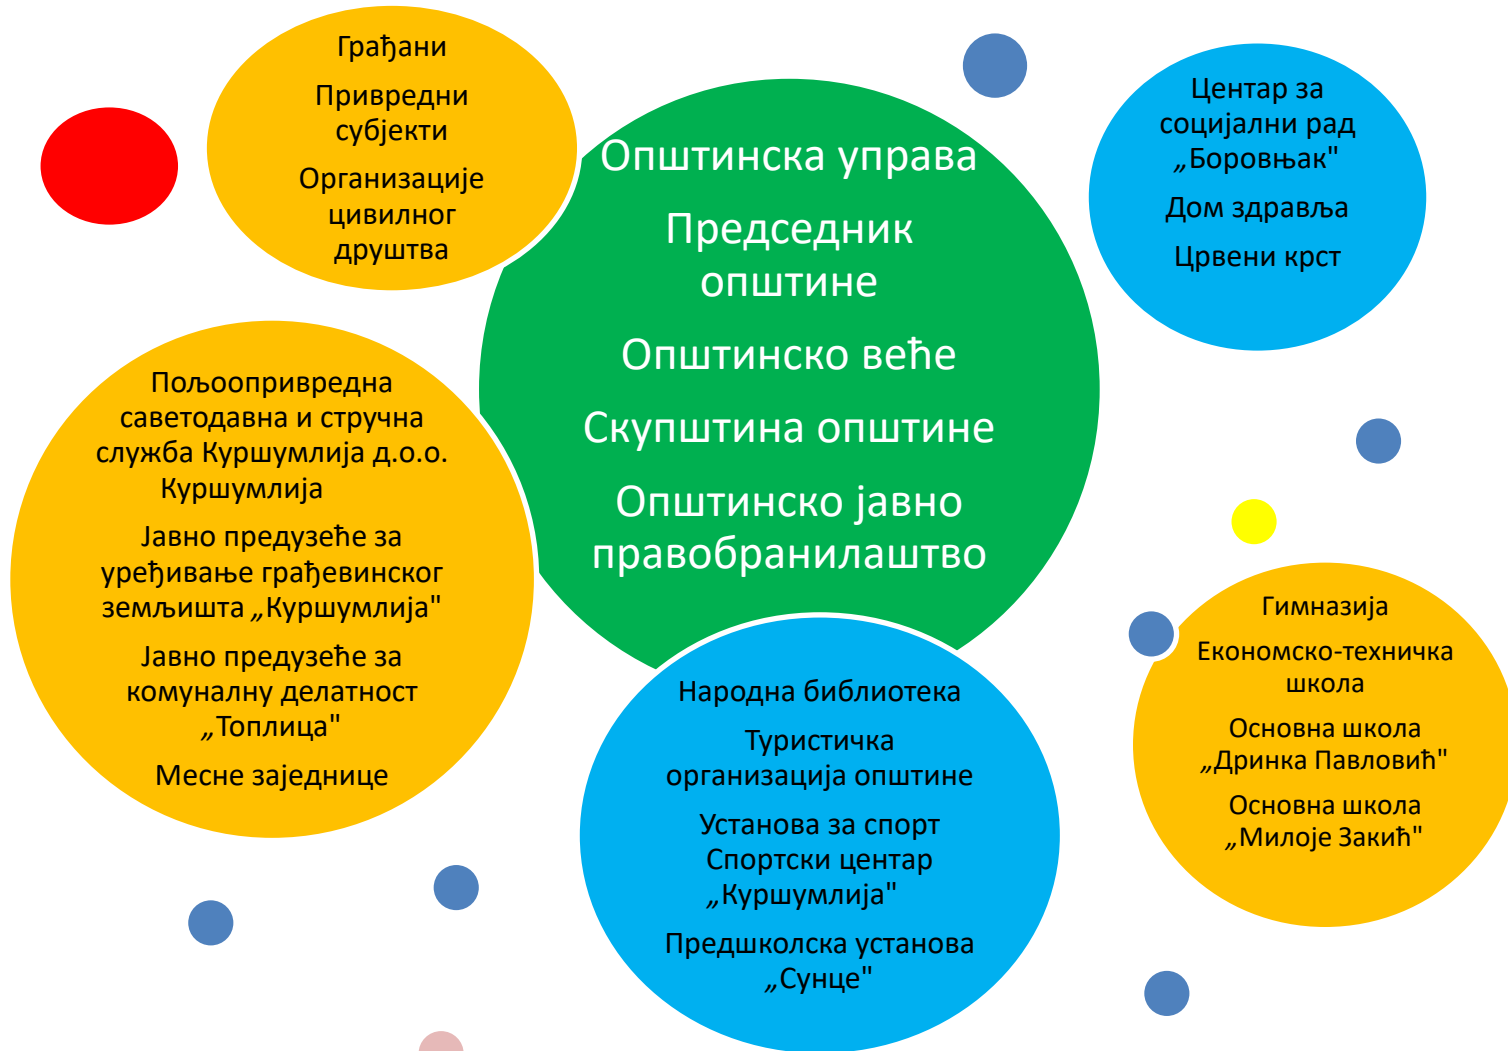 Грађани
Привредни
субјекти
Организације
цивилног
друштва
Општинска управа
Председник
општине
Општинско веће
Скупштина општине
Општинско јавно
правобранилаштво
Центар за
социјални рад
„Боровњак"
Дом здравља
Црвени крст
Пољоопривредна
саветодавна и стручна
служба Куршумлија д.о.о.
Куршумлија
Јавно предузеће за
уређивање грађевинског
земљишта „Куршумлија"
Јавно предузеће за
комуналну делатност
„Топлица"
Месне заједнице
Народна библиотека
Туристичка
организација општине
Установа за спорт
Спортски центар
„Куршумлија"
Предшколска установа
„Сунце"
Гимназија
Економско-техничка
школа
Основна школа
„Дринка Павловић"
Основна школа
„Милоје Закић"